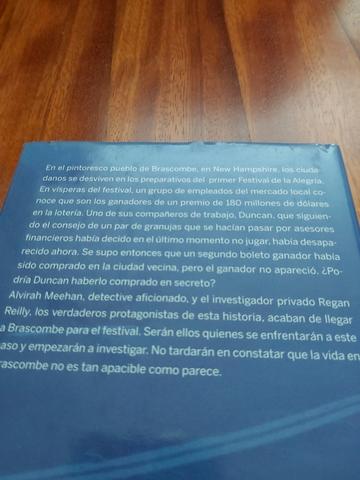 En el pintoresco pueblo de Brascombe, en New Hampshire, los ciuda-
danos se desviven en los preparativos del primer Festival de la Alegría.
En vísperas del festival, un grupo de empleados del mercado local co-
noce que son los ganadores de un premio de 180 millones de dólares
en la lotería. Uno de sus compañeros de trabajo, Duncan, que siguien-
do el consejo de un par de granujas que se hacían pasar por asesores
financieros había decido en el último momento no jugar, había desapa-
recido ahora. Se supo entonces que un segundo boleto ganador había
sido comprado en la ciudad vecina, pero el ganador no apareció. ¿Po-
dría Duncan haberlo comprado en secreto?
Alvirah Meehan, detective aficionado, y el investigador privado Regan
Reilly, los verdaderos protagonistas de esta historia, acaban de llegar
a Brascombe para el festival. Serán ellos quienes se enfrentarán a este
aso y empezarán a investigar. No tardarán en constatar que la vida en
rascombe no es tan apacible como parece.